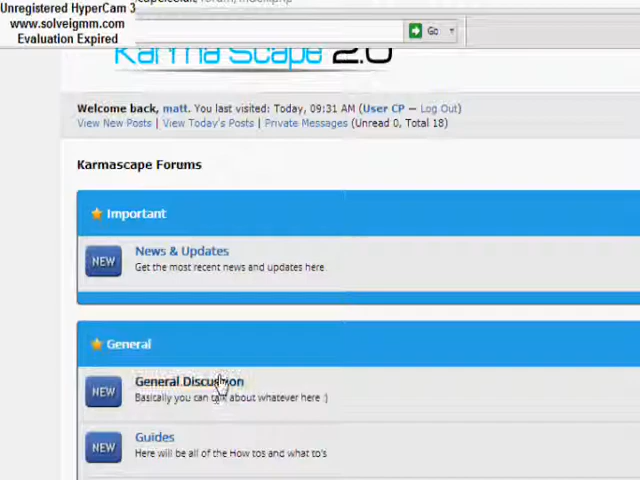 Unregistered HyperCam 3
www.solveigmm.com
Evaluation Expired
Go
KarmaScape 2.0
Welcome back, matt. You last visited: Today, 09:31 AM (User CP — Log Out)
View New Posts | View Today's Posts | Private Messages (Unread 0, Total 18)
Karmascape Forums
Important
NEW
News & Updates
Get the most recent news and updates here
General
NEW
General Discussion
Basically you can talk about whatever here :)
NEW
Guides
Here will be all of the How tos and what to's